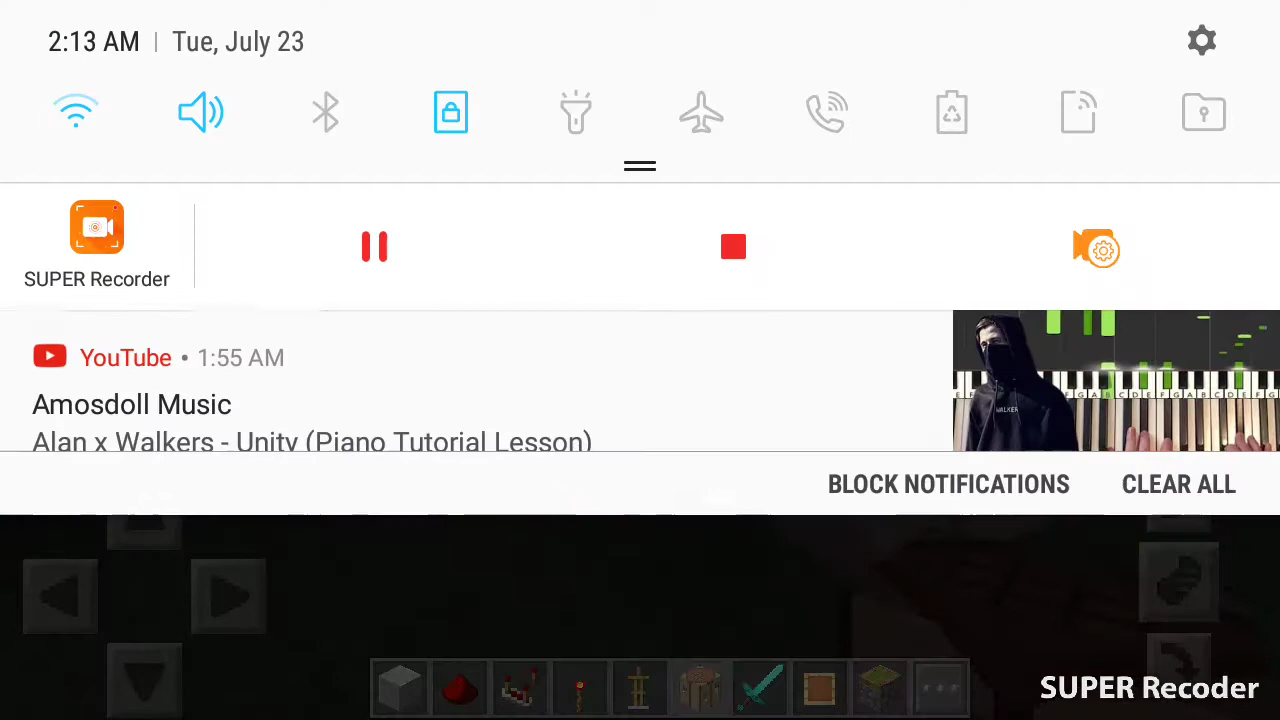 2:13 AM | Tue, July 23
SUPER Recorder
YouTube • 1:55 AM
Amosdoll Music
Alan x Walkers - Unity (Piano Tutorial Lesson)
WALKER
BLOCK NOTIFICATIONS CLEAR ALL
SUPER Recoder